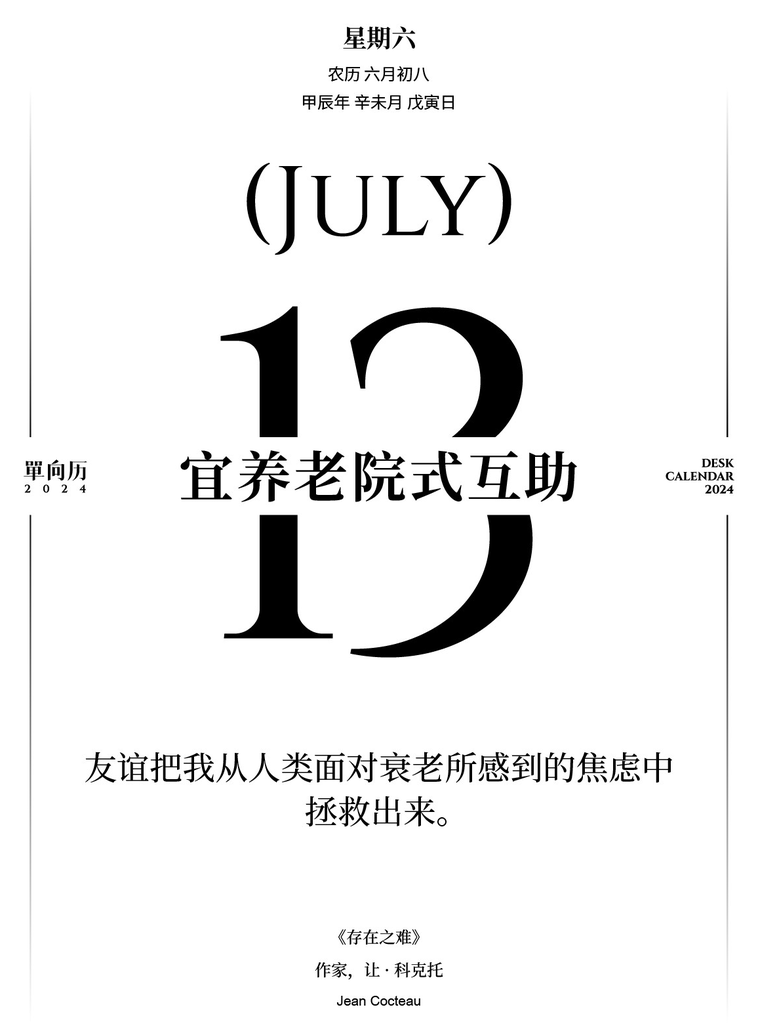 星期六
农历 六月初八
甲辰年 辛未月 戊寅日
(JULY)
13
宜养老院式互助
單向历
2024
DESK
CALENDAR
2024
友谊把我从人类面对衰老所感到的焦虑中
拯救出来。
《存在之难》
作家，让·科克托
Jean Cocteau